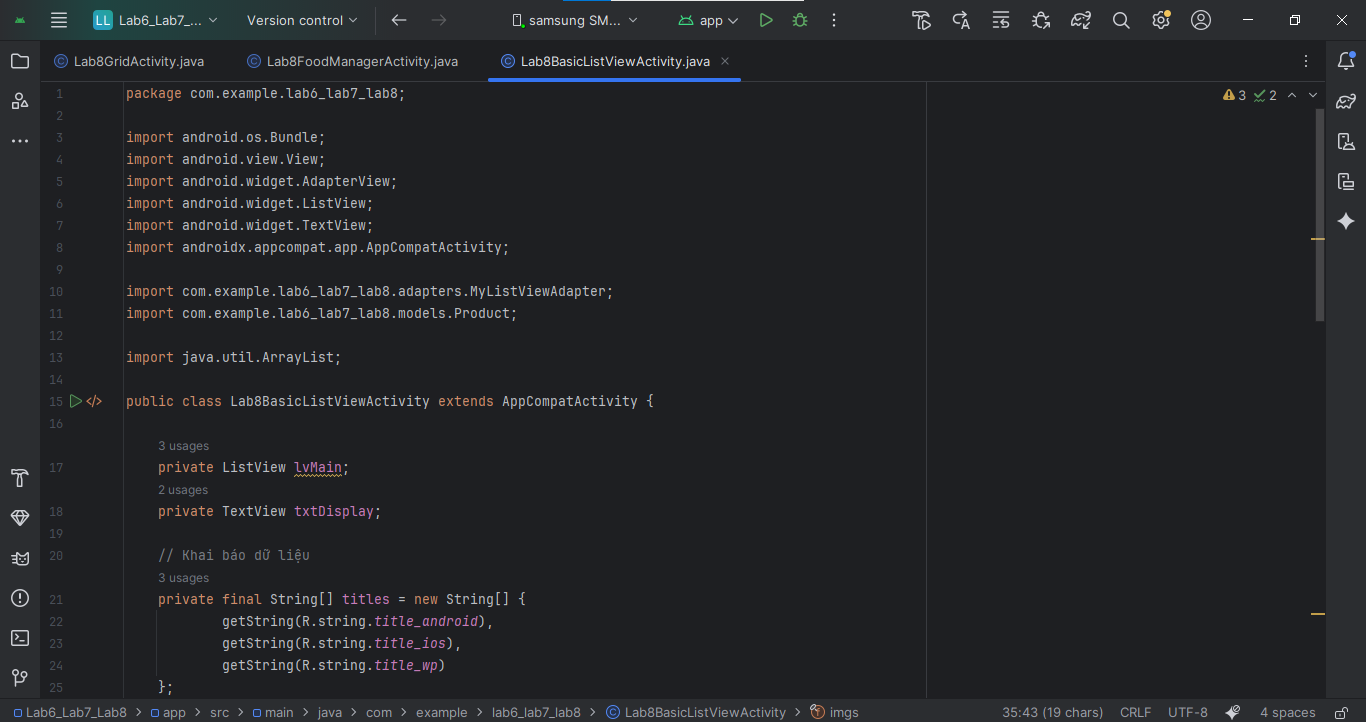 LL Lab6_Lab7_... Version control samsung SM... app
Lab8GridActivity.java Lab8FoodManagerActivity.java Lab8BasicListViewActivity.java
3 2
1 package com.example.lab6_lab7_lab8;
2
3 import android.os.Bundle;
4 import android.view.View;
5 import android.widget.AdapterView;
6 import android.widget.ListView;
7 import android.widget.TextView;
8 import androidx.appcompat.app.AppCompatActivity;
9
10 import com.example.lab6_lab7_lab8.adapters.MyListViewAdapter;
11 import com.example.lab6_lab7_lab8.models.Product;
12
13 import java.util.ArrayList;
14
15 public class Lab8BasicListViewActivity extends AppCompatActivity {
16
3 usages
17 private ListView lvMain;
2 usages
18 private TextView txtDisplay;
19
20 // Khai báo dữ liệu
3 usages
21 private final String[] titles = new String[] {
22 getString(R.string.title_android),
23 getString(R.string.title_ios),
24 getString(R.string.title_wp)
25 };
Lab6_Lab7_Lab8 > app > src > main > java > com > example > lab6_lab7_lab8 > Lab8BasicListViewActivity > imgs 35:43 (19 chars) CRLF UTF-8 4 spaces